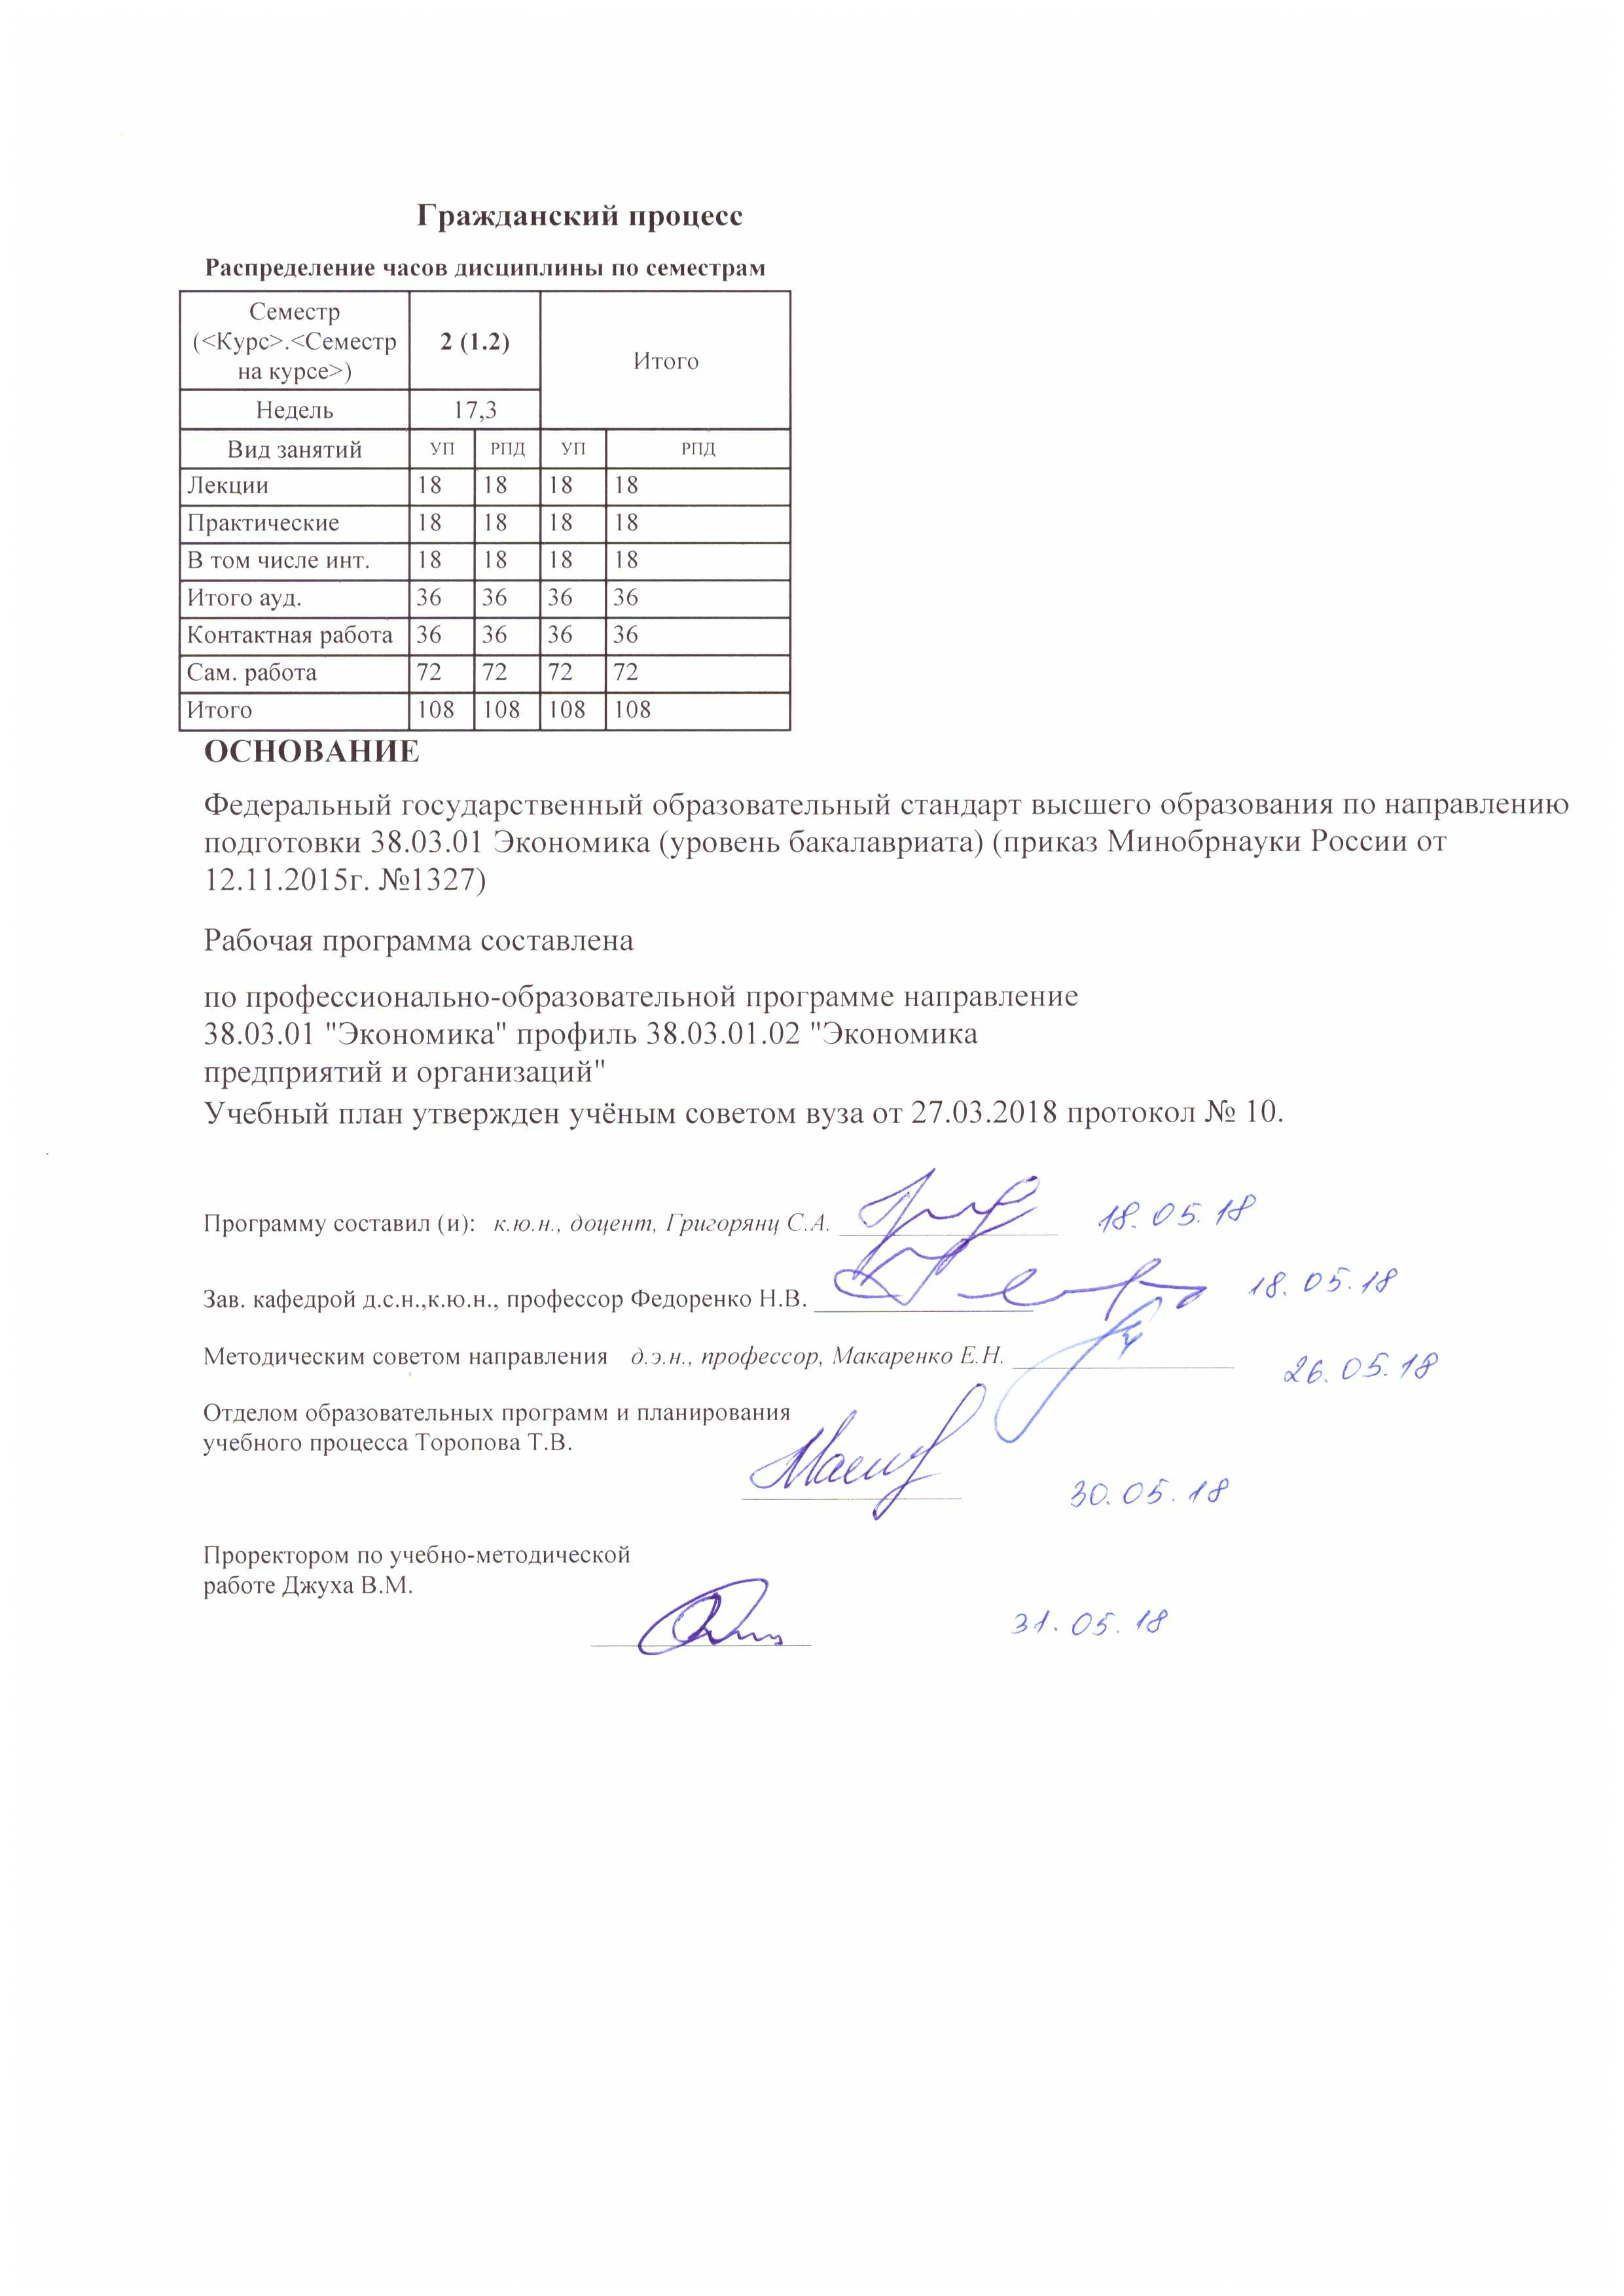 Гражданский процесс
Распределение часов дисциплины по семестрам
Семестр
(<Курс>.<Семестр
на курсе>)
2 (1.2)
Итого
Недель 17,3
Вид занятий УП РПД УП РПД
Лекции 18 18 18 18
Практические 18 18 18 18
В том числе инт. 18 18 18 18
Итого ауд. 36 36 36 36
Контактная работа 36 36 36 36
Сам. работа 72 72 72 72
Итого 108 108 108 108
ОСНОВАНИЕ
Федеральный государственный образовательный стандарт высшего образования по направлению
подготовки 38.03.01 Экономика (уровень бакалавриата) (приказ Минобрнауки России от
12.11.2015г. №1327)
Рабочая программа составлена
по профессионально-образовательной программе направление
38.03.01 "Экономика" профиль 38.03.01.02 "Экономика
предприятий и организаций"
Учебный план утвержден учёным советом вуза от 27.03.2018 протокол № 10.
Программу составил (и): к.ю.н., доцент, Григорянц С.А. 18.05.18
Зав. кафедрой д.с.н.,к.ю.н., профессор Федоренко Н.В. 18.05.18
Методическим советом направления д.э.н., профессор, Макаренко Е.Н. 26.05.18
Отделом образовательных программ и планирования
учебного процесса Торопова Т.В.
30.05.18
Проректором по учебно-методической
работе Джуха В.М.
31.05.18